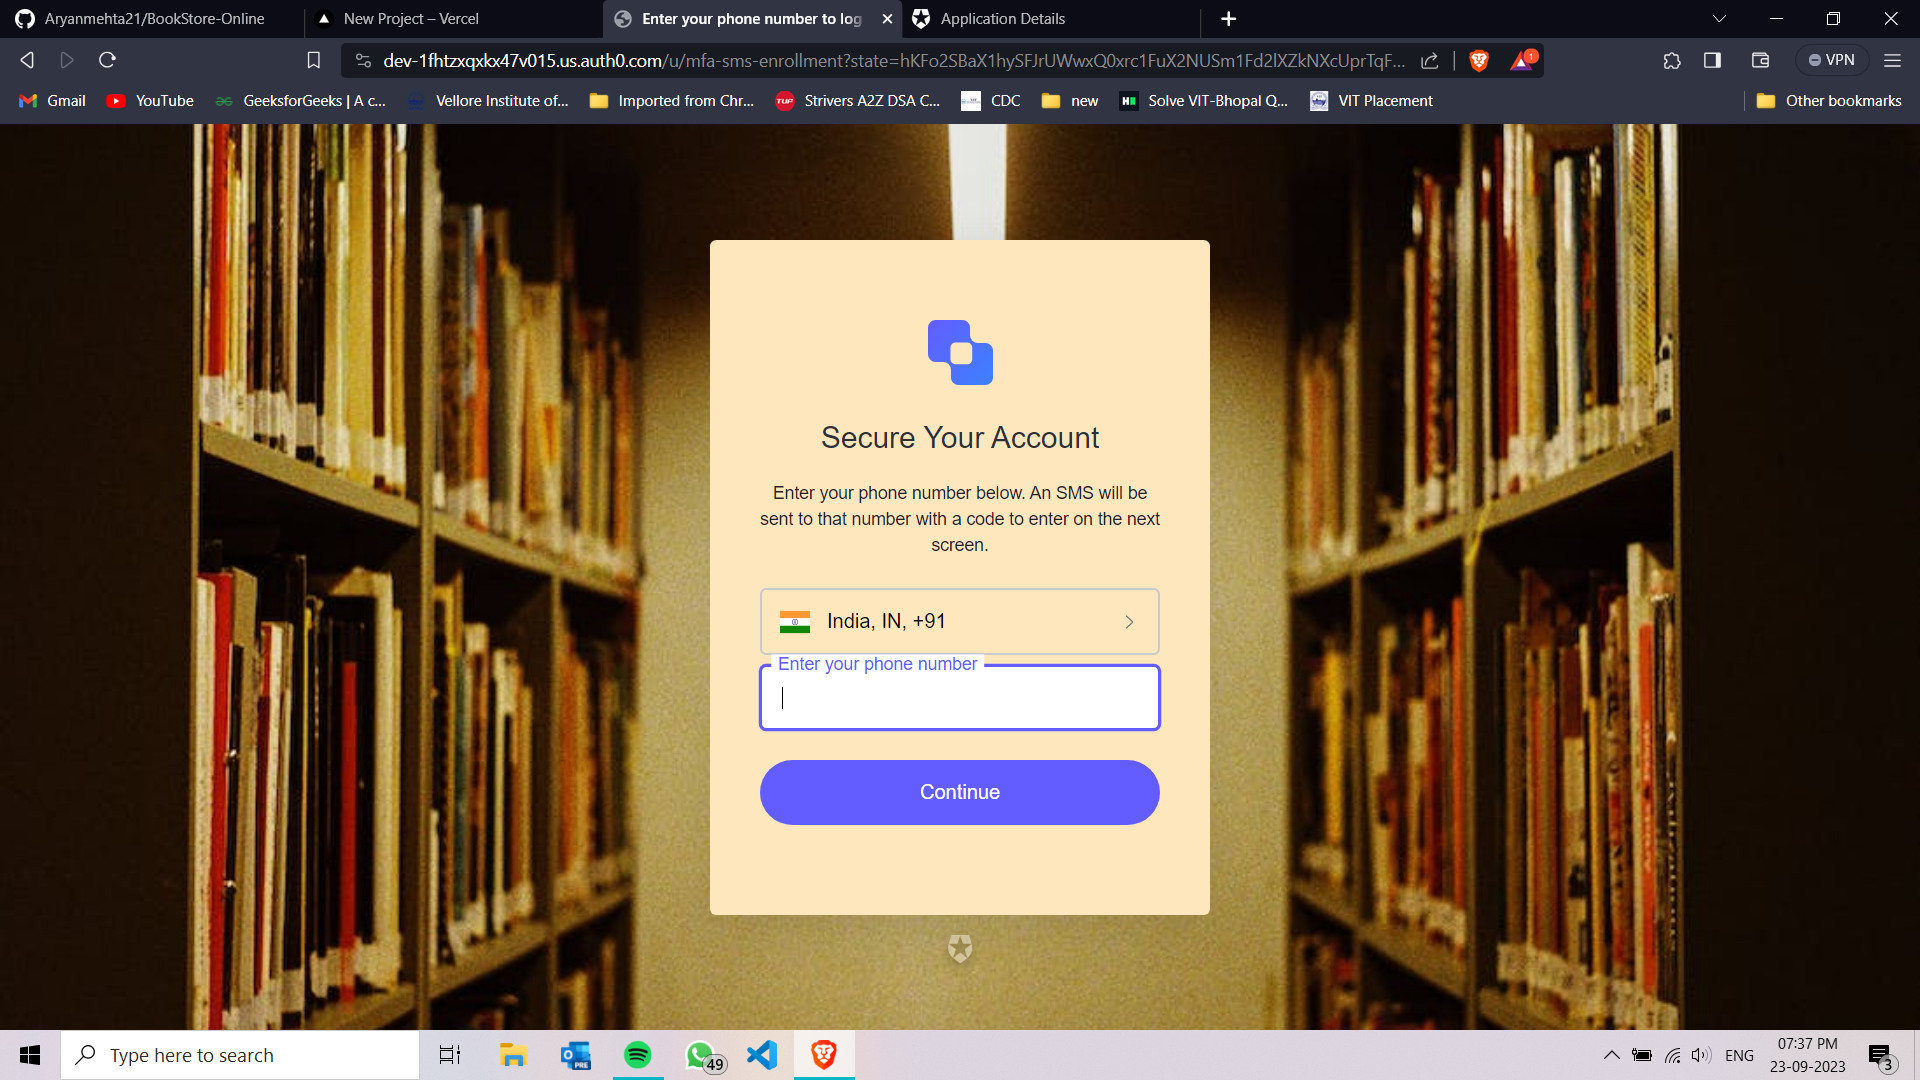 Aryanmehta21/BookStore-Online
New Project – Vercel
Enter your phone number to log
Application Details
dev-1fhtzxqxkx47v015.us.auth0.com/u/mfa-sms-enrollment?state=hKFo2SBaX1hySFJrUWwxQ0xrc1FuX2NUSm1Fd2lXZkNXcUprTqF...
1
VPN
Gmail
YouTube
GeeksforGeeks | A c...
Vellore Institute of...
Imported from Chr...
TUF
Strivers A2Z DSA C...
CDC
new
Solve VIT-Bhopal Q...
VIT Placement
Other bookmarks
Secure Your Account
Enter your phone number below. An SMS will be
sent to that number with a code to enter on the next
screen.
India, IN, +91
Enter your phone number
Continue
Type here to search
PRE
49
ENG
07:37 PM
23-09-2023
3